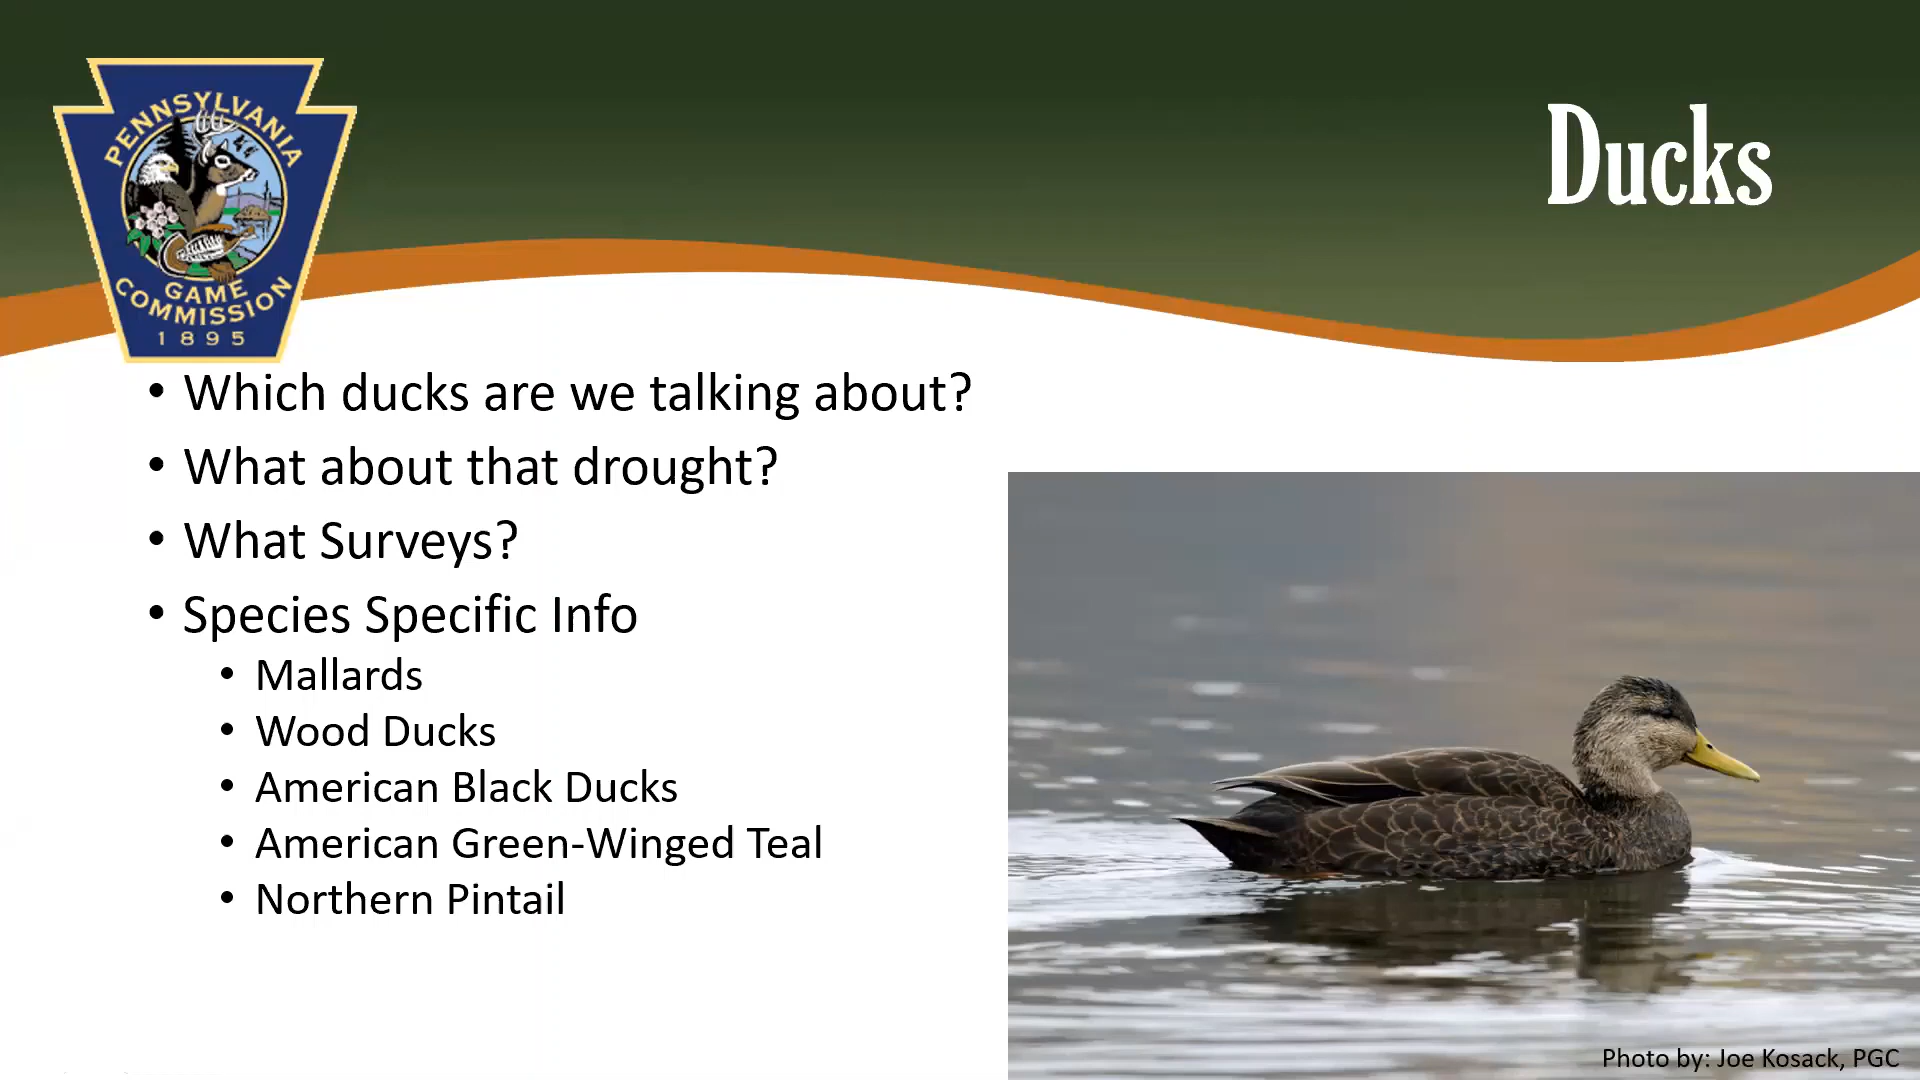 PENNSYLVANIA
GAME
COMMISSION
1895
Ducks
• Which ducks are we talking about?
• What about that drought?
• What Surveys?
• Species Specific Info
• Mallards
• Wood Ducks
• American Black Ducks
• American Green-Winged Teal
• Northern Pintail
Photo by: Joe Kosack, PGC